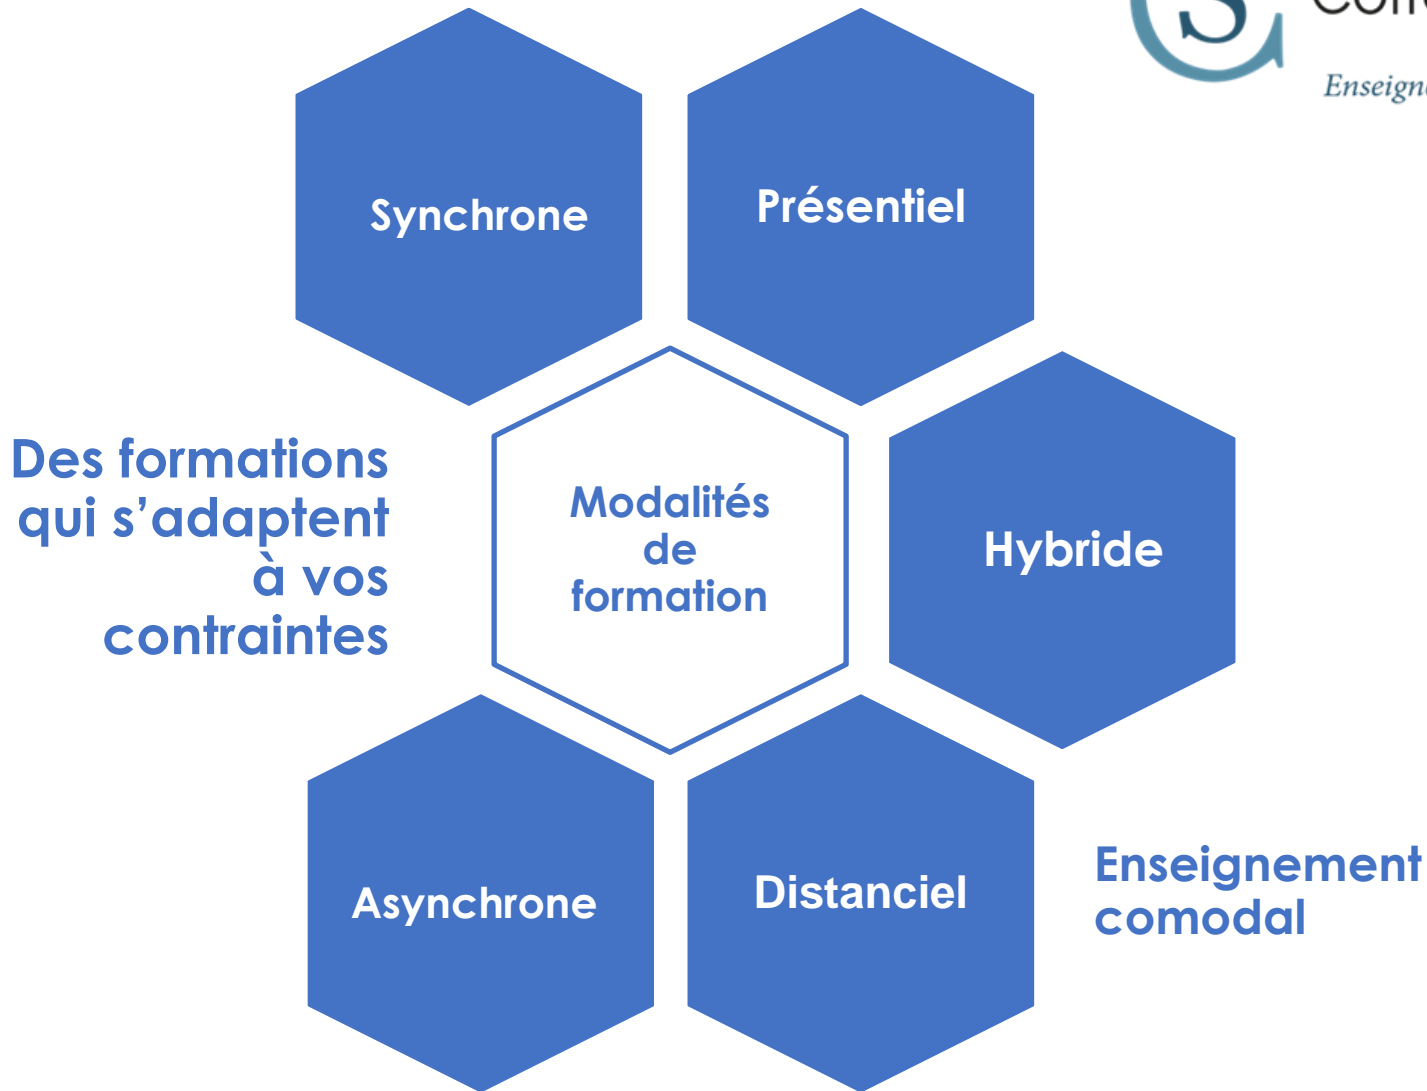 Synchrone
Présentiel
Des formations
qui s’adaptent
à vos
contraintes
Modalités
de
formation
Hybride
Asynchrone
Distanciel
Enseignement
comodal